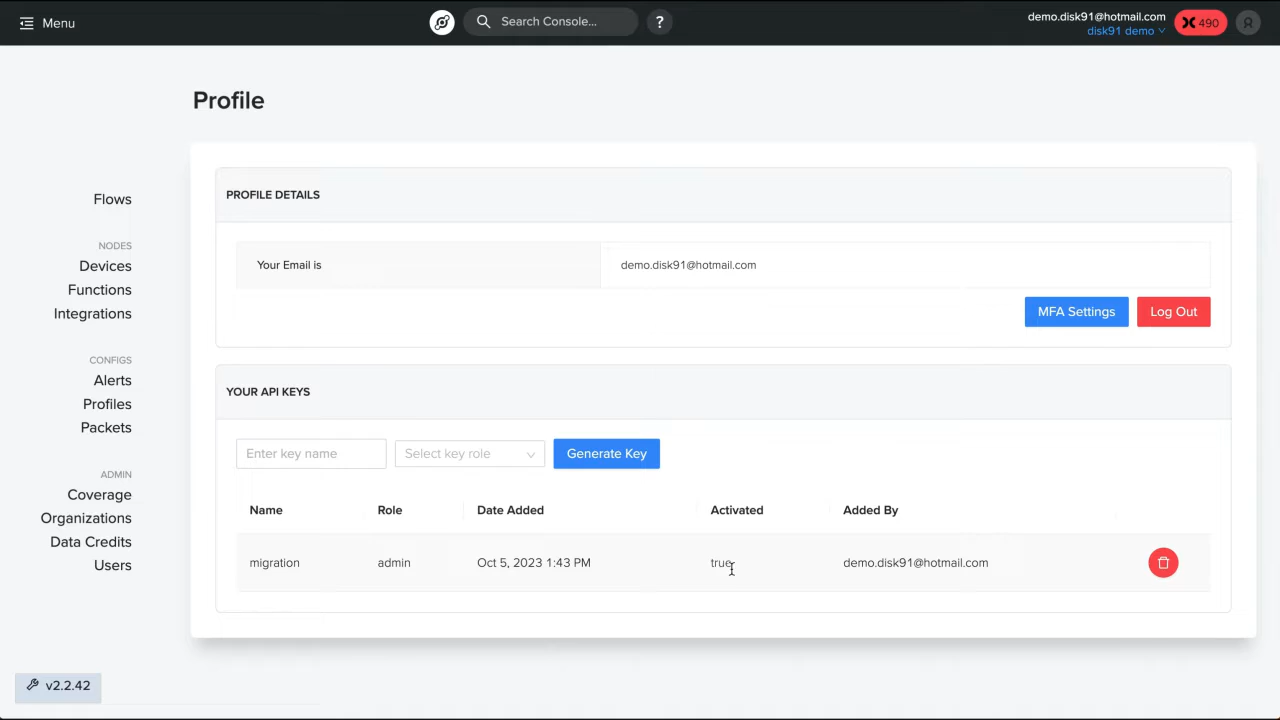 Menu
Search Console...
?
demo.disk91@hotmail.com
disk91 demo
490
Profile
Flows
NODES
Devices
Functions
Integrations
CONFIGS
Alerts
Profiles
Packets
ADMIN
Coverage
Organizations
Data Credits
Users
PROFILE DETAILS
Your Email is demo.disk91@hotmail.com
MFA Settings Log Out
YOUR API KEYS
Enter key name Select key role Generate Key
Name Role Date Added Activated Added By
migration admin Oct 5, 2023 1:43 PM true demo.disk91@hotmail.com
v2.2.42